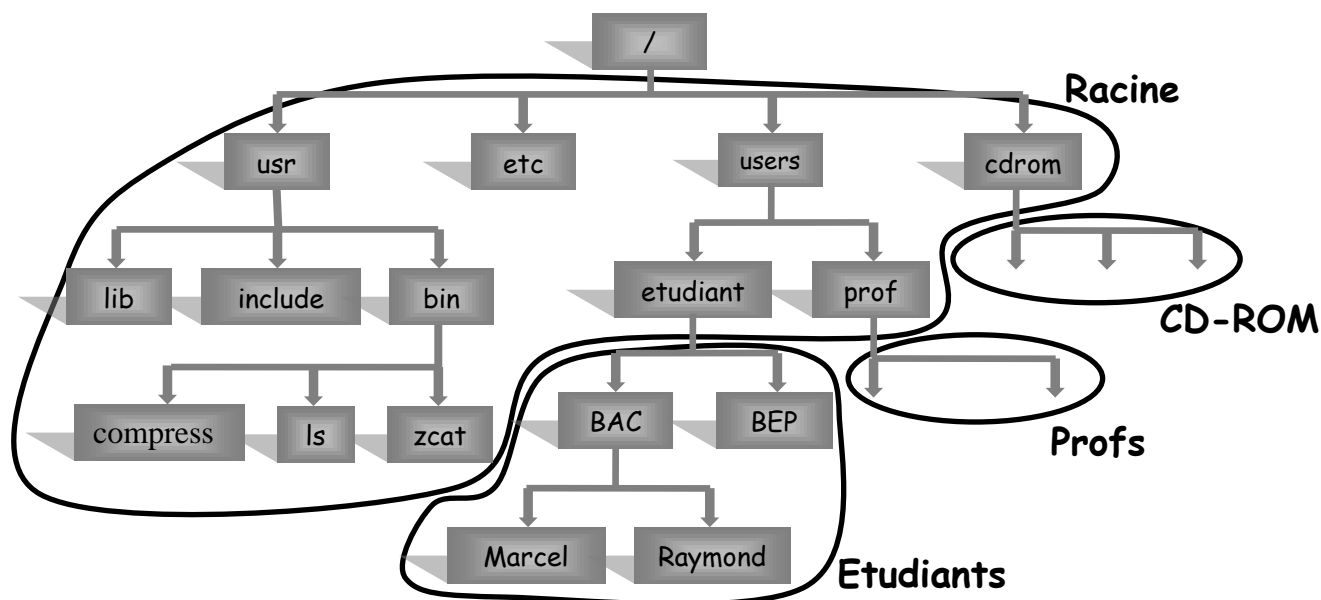 /
Racine
usr
etc
users
cdrom
lib
include
bin
etudiant
prof
CD-ROM
compress
ls
zcat
BAC
BEP
Profs
Marcel
Raymond
Etudiants